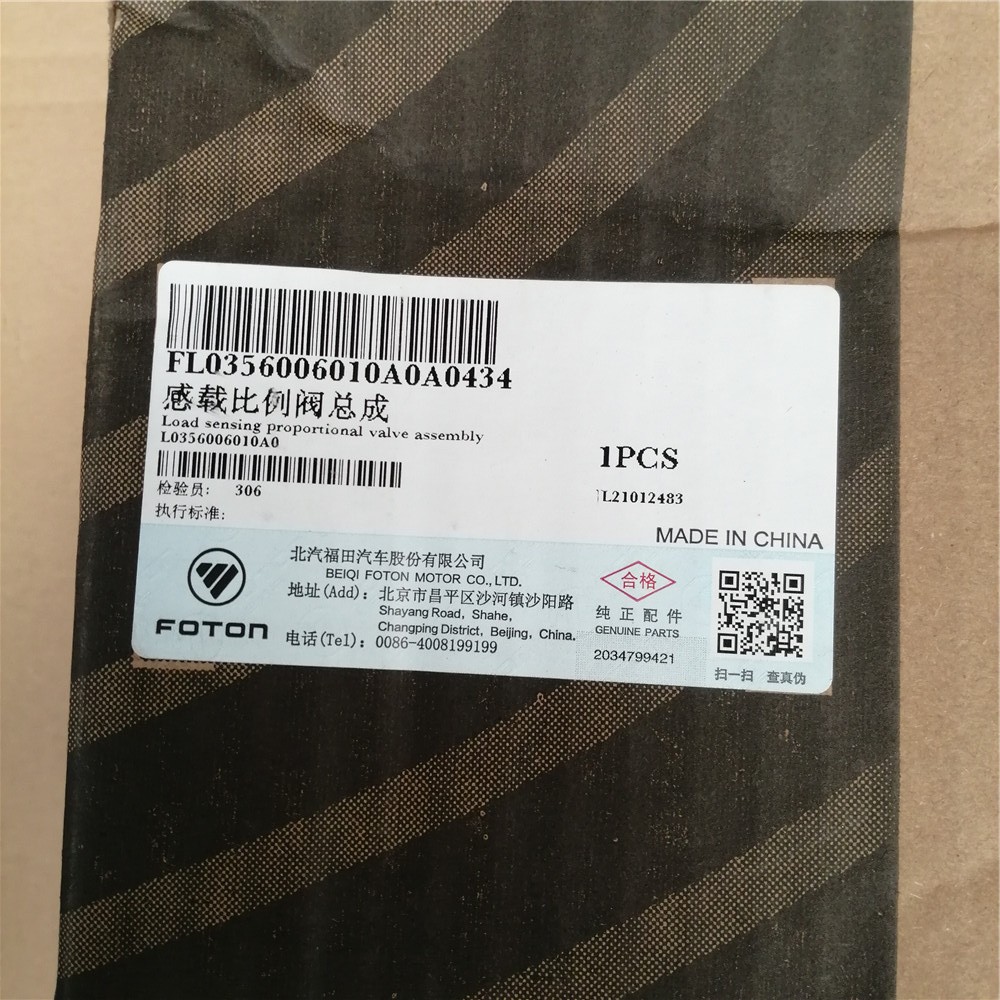 FL0356006010A0A0434
感载比例阀总成
Load sensing proportional valve assembly
L0356006010A0
1PCS
检验员: 306
L21012483
执行标准:
MADE IN CHINA
北汽福田汽车股份有限公司
BEIQI FOTON MOTOR CO.,LTD.
地址(Add): 北京市昌平区沙河镇沙阳路
Shayang Road, Shahe,
Changping District, Beijing, China.
电话(Tel): 0086-4008199199
FOTON
合格
纯正配件
GENUINE PARTS
2034799421
扫一扫 查真伪